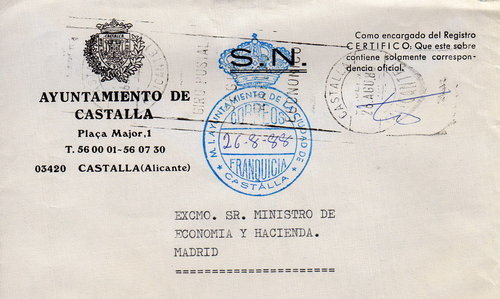 CASTALLA
AYUNTAMIENTO DE
CASTALLA
Plaça Major, 1
T. 56 00 01 - 56 07 30
03420 CASTALLA (Alicante)
S. N.
M. I. AYUNTAMIENTO DE LA CIUDAD DE
CORREOS
26-8-88
FRANQUICIA
CASTALLA
Como encargado del Registro
CERTIFICO: Que este sobre
contiene solamente correspon-
dencia oficial.
EXCMO. SR. MINISTRO DE
ECONOMIA Y HACIENDA.
MADRID